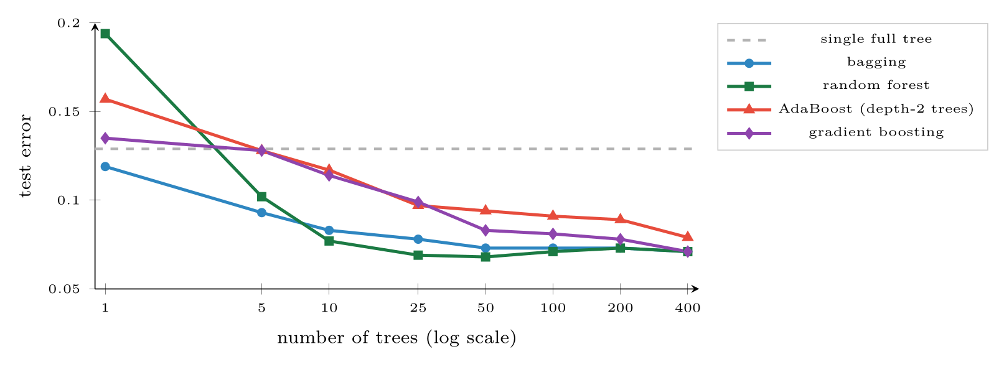 0.2
0.15
0.1
0.05
test error
1 5 10 25 50 100 200 400
number of trees (log scale)
single full tree
bagging
random forest
AdaBoost (depth-2 trees)
gradient boosting